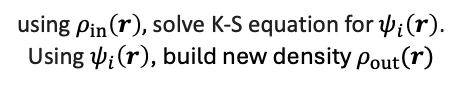 using ρin(r), solve K-S equation for ψi(r).
Using ψi(r), build new density ρout(r)